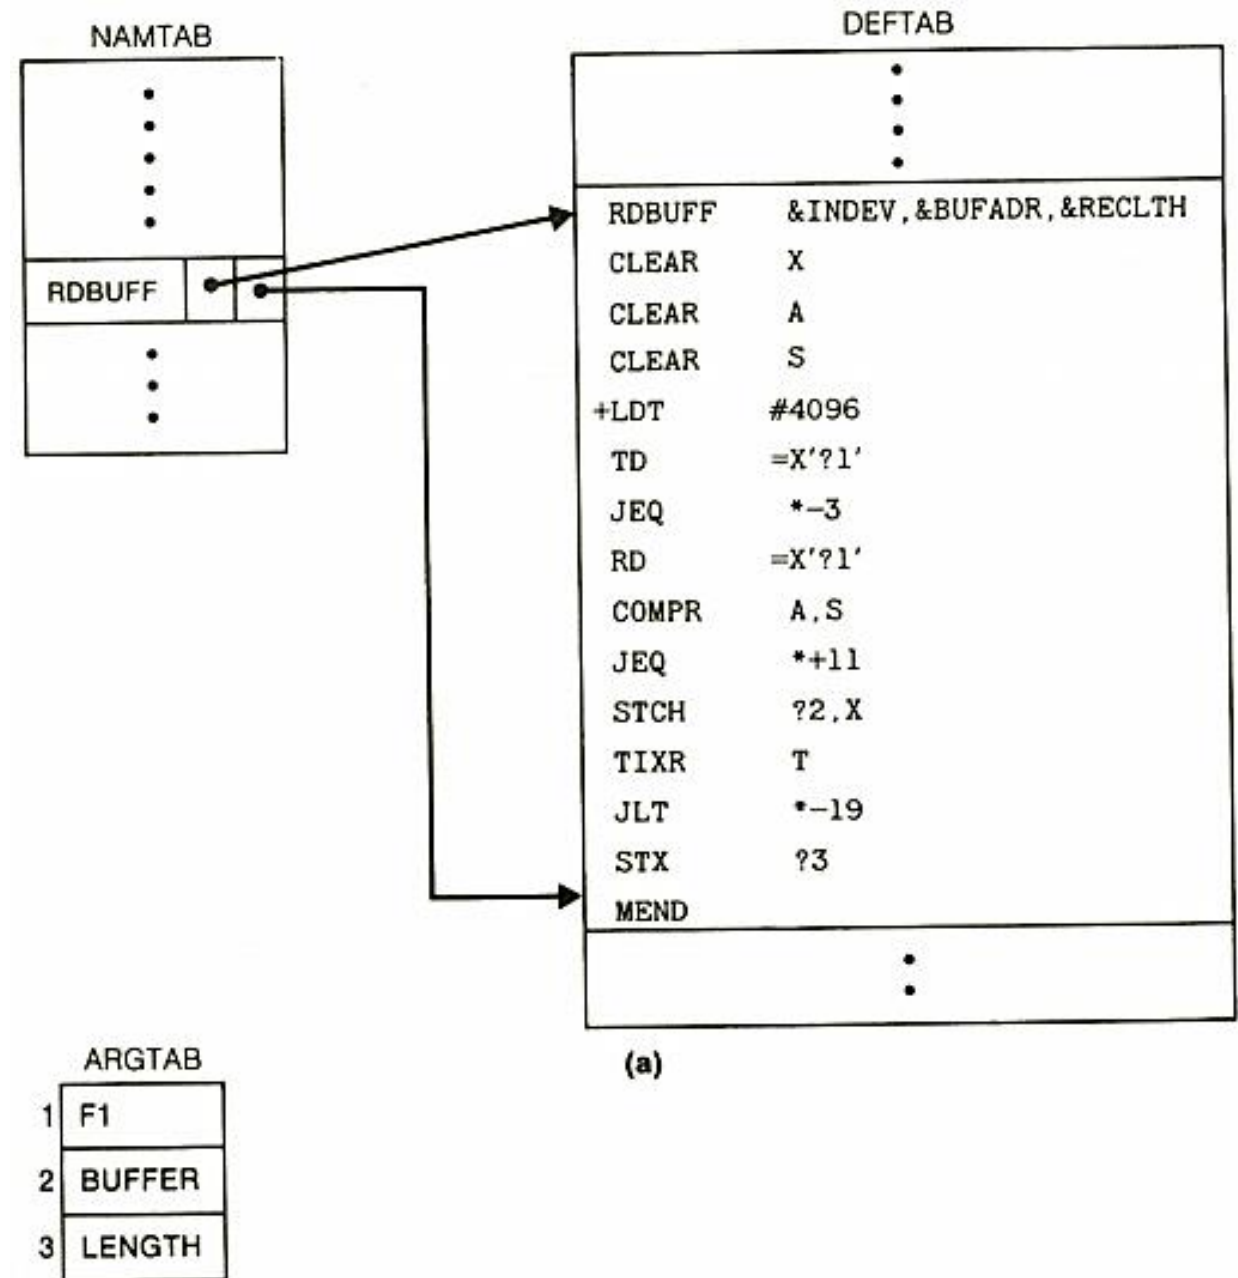 NAMTAB
DEFTAB
RDBUFF
RDBUFF &INDEV,&BUFADR,&RECLTH
CLEAR X
CLEAR A
CLEAR S
+LDT #4096
TD =X'?1'
JEQ *-3
RD =X'?1'
COMPR A,S
JEQ *+11
STCH ?2,X
TIXR T
JLT *-19
STX ?3
MEND
(a)
ARGTAB
1 F1
2 BUFFER
3 LENGTH